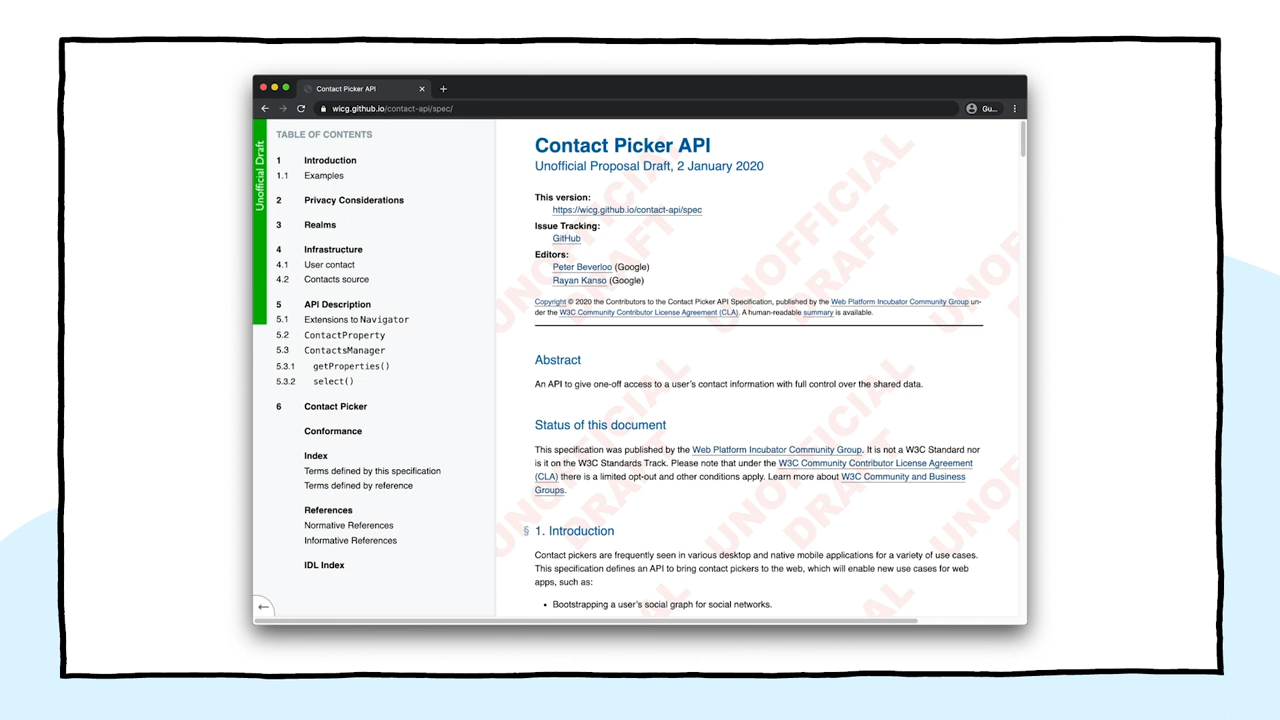 Contact Picker API
Gu...
wicg.github.io/contact-api/spec/
Unofficial Draft
TABLE OF CONTENTS
1 Introduction
1.1 Examples
2 Privacy Considerations
3 Realms
4 Infrastructure
4.1 User contact
4.2 Contacts source
5 API Description
5.1 Extensions to Navigator
5.2 ContactProperty
5.3 ContactsManager
5.3.1 getProperties()
5.3.2 select()
6 Contact Picker
Conformance
Index
Terms defined by this specification
Terms defined by reference
References
Normative References
Informative References
IDL Index
Contact Picker API
Unofficial Proposal Draft, 2 January 2020
This version:
https://wicg.github.io/contact-api/spec
Issue Tracking:
GitHub
Editors:
Peter Beverloo (Google)
Rayan Kanso (Google)
Copyright © 2020 the Contributors to the Contact Picker API Specification, published by the Web Platform Incubator Community Group un-
der the W3C Community Contributor License Agreement (CLA). A human-readable summary is available.
Abstract
An API to give one-off access to a user's contact information with full control over the shared data.
Status of this document
This specification was published by the Web Platform Incubator Community Group. It is not a W3C Standard nor
is it on the W3C Standards Track. Please note that under the W3C Community Contributor License Agreement
(CLA) there is a limited opt-out and other conditions apply. Learn more about W3C Community and Business
Groups.
§ 1. Introduction
Contact pickers are frequently seen in various desktop and native mobile applications for a variety of use cases.
This specification defines an API to bring contact pickers to the web, which will enable new use cases for web
apps, such as:
• Bootstrapping a user's social graph for social networks.
UNOFFICIAL
DRAFT
UNOFFICIAL
DRAFT
UNOFFICIAL
DRAFT
UNOFFICIAL
DRAFT